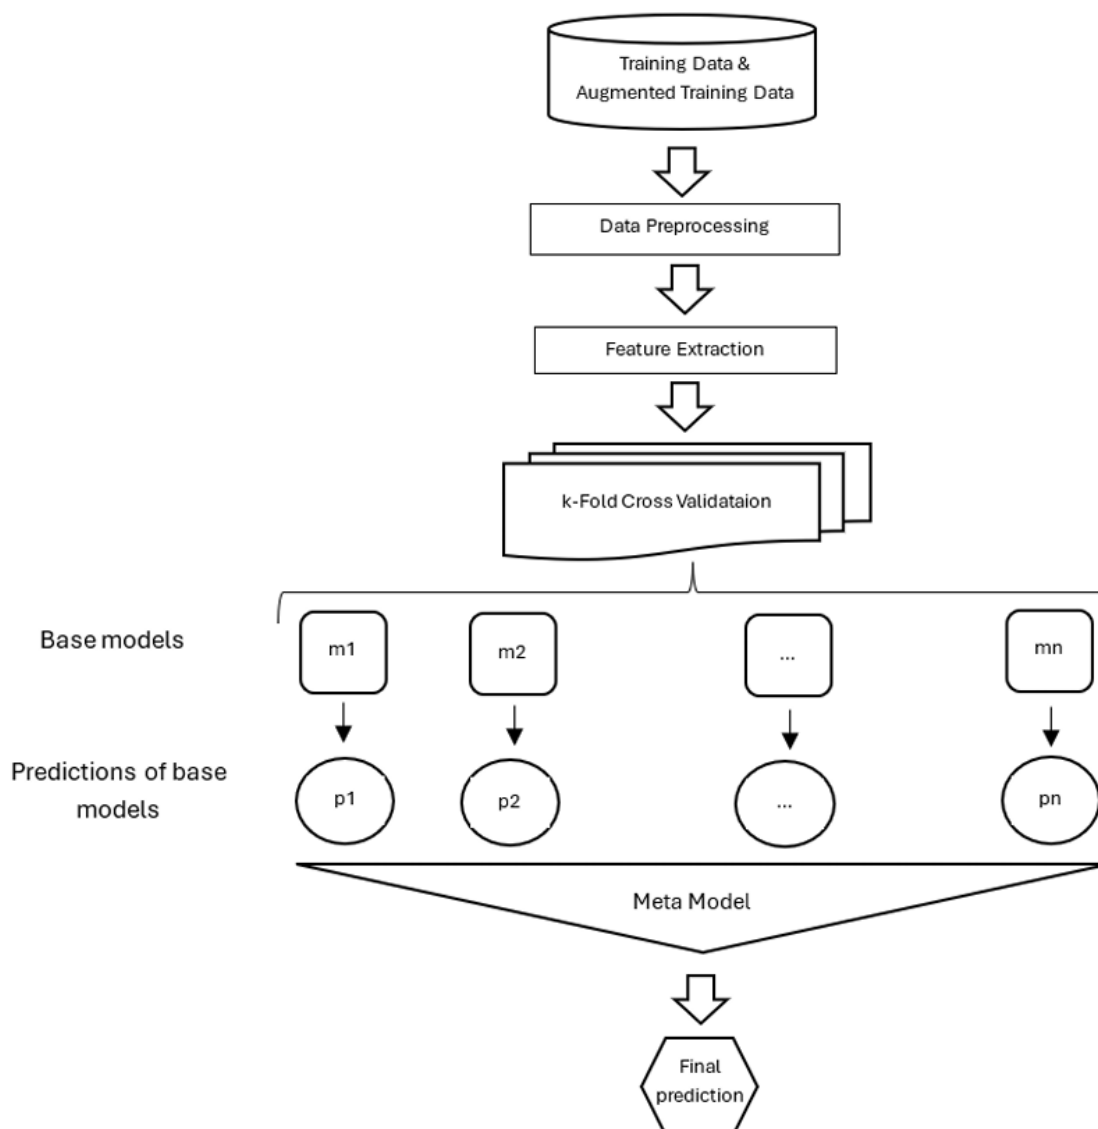 Training Data &
Augmented Training Data
Data Preprocessing
Feature Extraction
k-Fold Cross Validataion
Base models
m1
m2
...
mn
Predictions of base
models
p1
p2
...
pn
Meta Model
Final
prediction